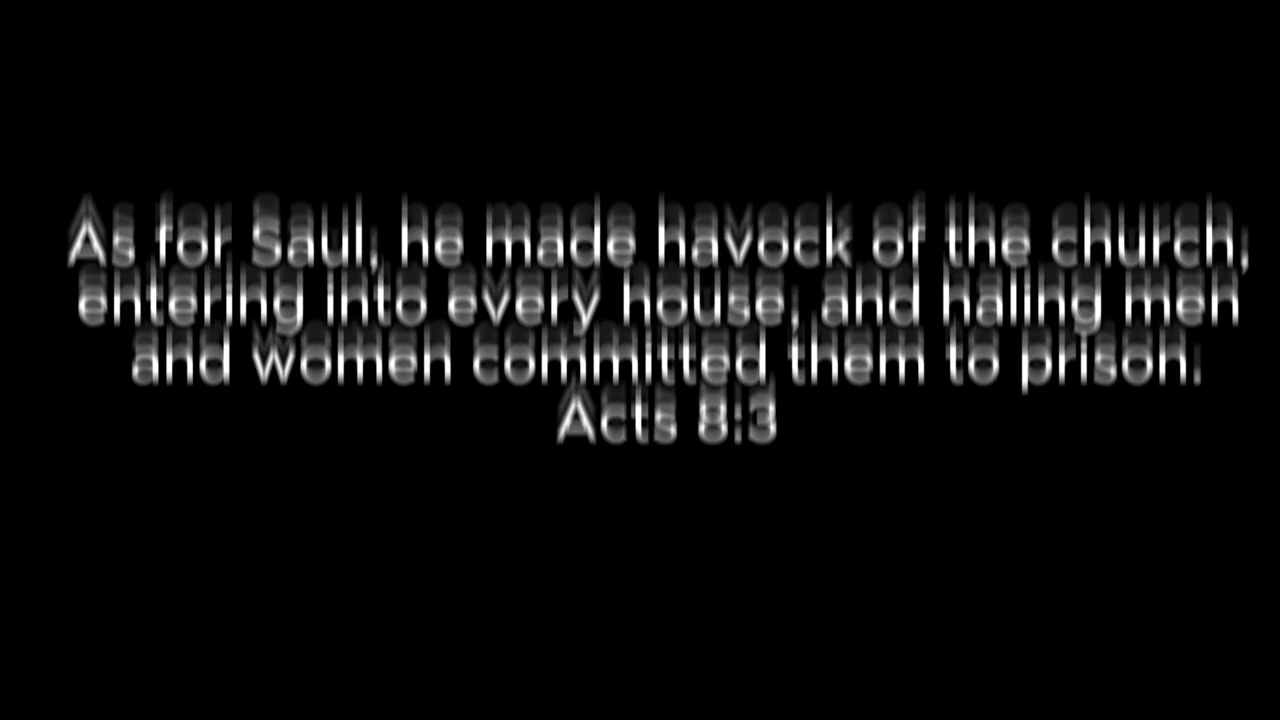 As for Saul, he made havock of the church,
entering into every house, and haling men
and women committed them to prison.
Acts 8:3